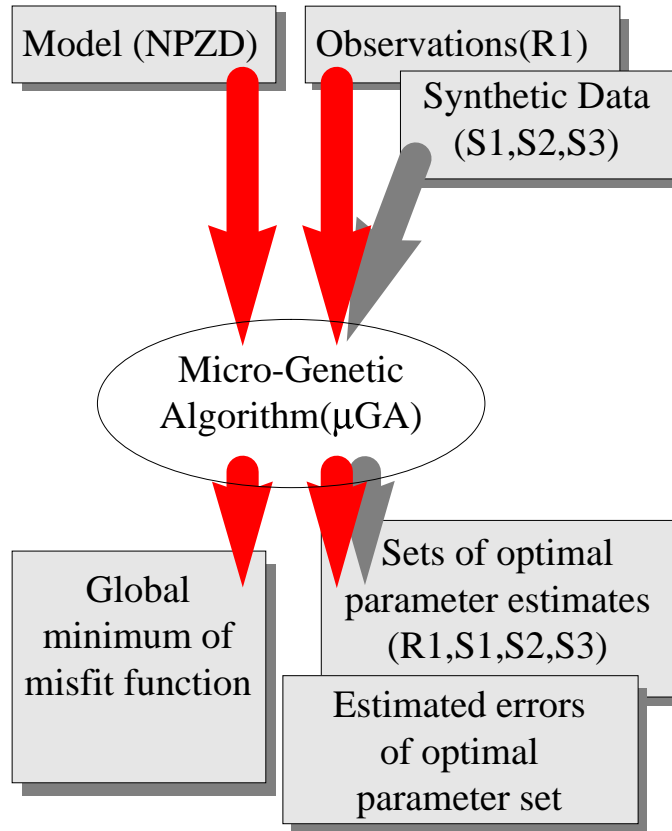 Model (NPZD)
Observations(R1)
Synthetic Data
(S1,S2,S3)
Micro-Genetic
Algorithm(μGA)
Global
minimum of
misfit function
Sets of optimal
parameter estimates
(R1,S1,S2,S3)
Estimated errors
of optimal
parameter set